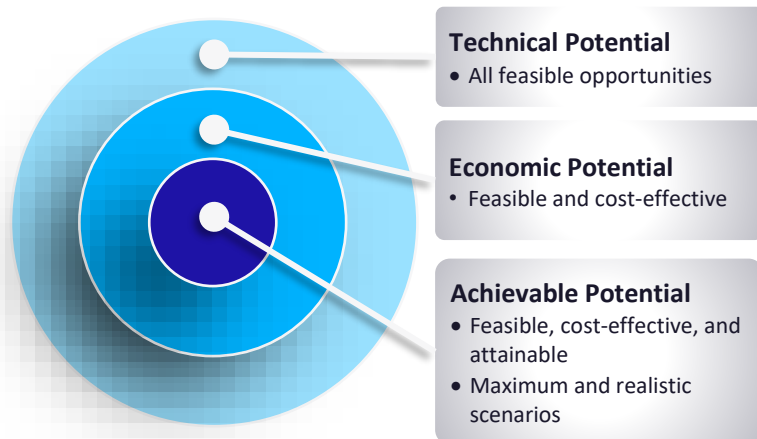 Technical Potential
• All feasible opportunities
Economic Potential
• Feasible and cost-effective
Achievable Potential
• Feasible, cost-effective, and
attainable
• Maximum and realistic
scenarios